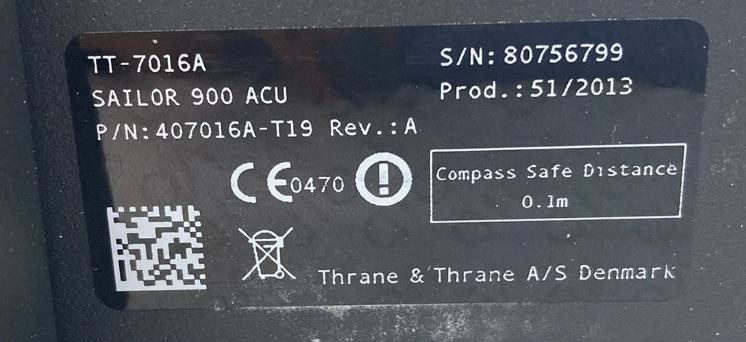 TT-7016A
SAILOR 900 ACU
P/N: 407016A-T19 Rev.: A
S/N: 80756799
Prod.: 51/2013
CE0470
Compass Safe Distance
0.1m
Thrane & Thrane A/S Denmark